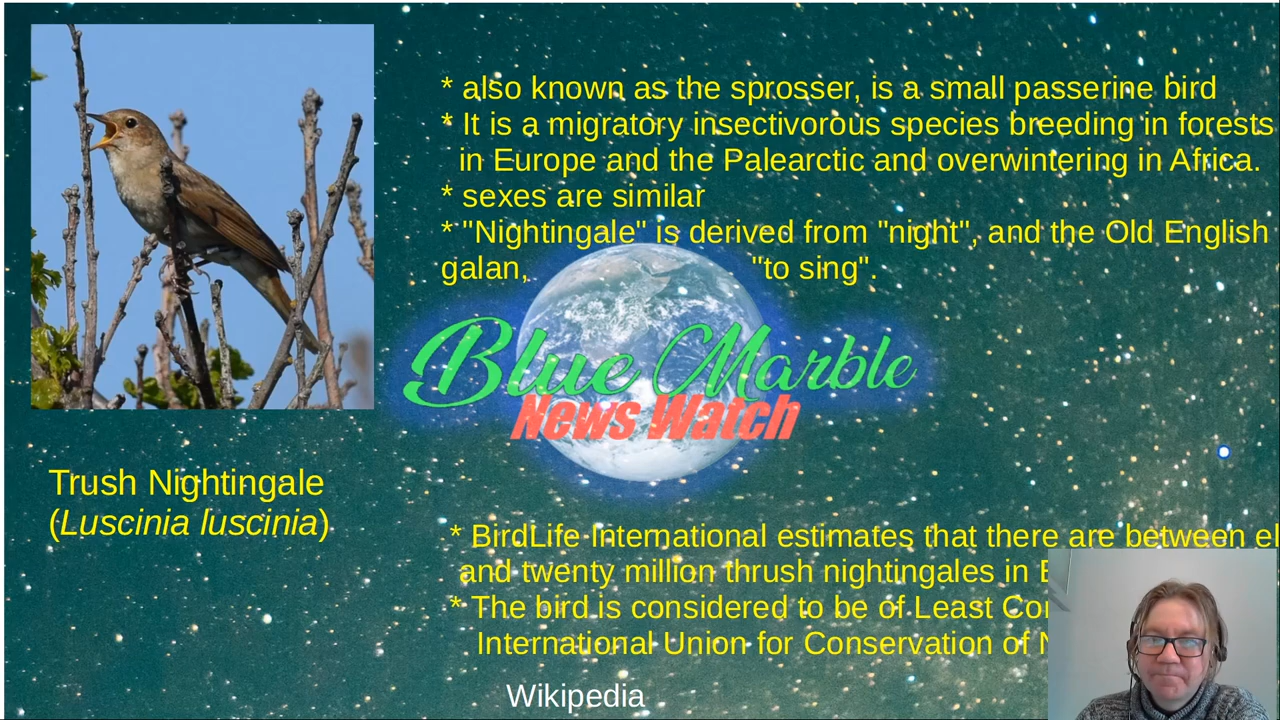 * also known as the sprosser, is a small passerine bird
* It is a migratory insectivorous species breeding in forests
in Europe and the Palearctic and overwintering in Africa.
* sexes are similar
* "Nightingale" is derived from "night", and the Old English
galan, "to sing".
Blue Marble
News Watch
Trush Nightingale
(Luscinia luscinia)
* BirdLife International estimates that there are between
and twenty million thrush nightingales in
* The bird is considered to be of Least
International Union for Conservation of
Wikipedia